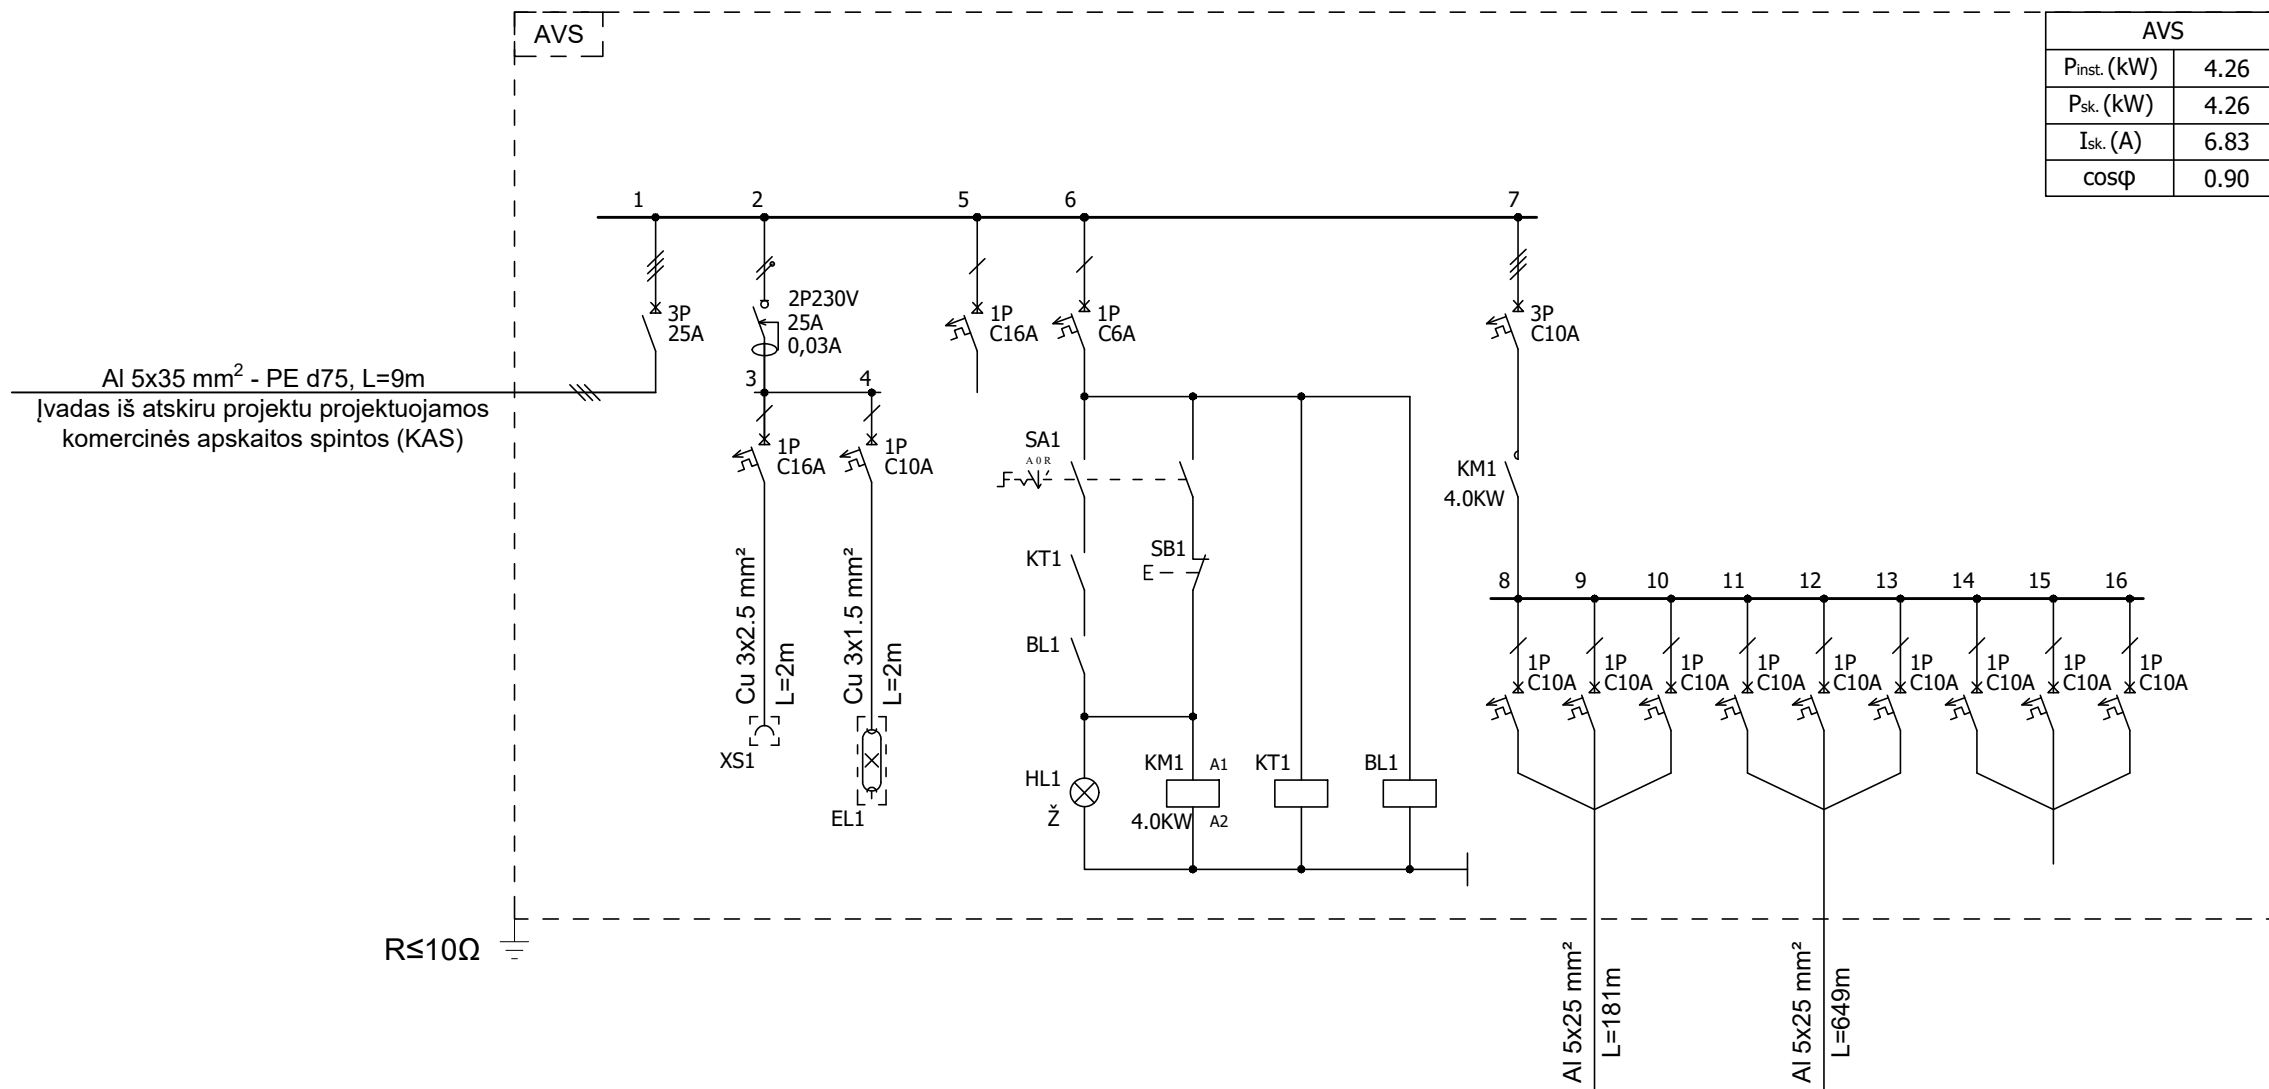 AVS
AVS
Pinst. (kW) 4.26
Psk. (kW) 4.26
Isk. (A) 6.83
cosφ 0.90
1 2 5 6 7
3P
25A
2P230V
25A
0,03A
1P
C16A
1P
C6A
3P
C10A
Al 5x35 mm² - PE d75, L=9m
Įvadas iš atskiru projektu projektuojamos
komercinės apskaitos spintos (KAS)
3 4
1P
C16A
1P
C10A
Cu 3x2.5 mm²
L=2m
Cu 3x1.5 mm²
L=2m
XS1
EL1
SA1
A 0 R
KT1
SB1
E
BL1
HL1
Ž
KM1 A1
4.0KW A2
KT1
BL1
KM1
4.0KW
8 9 10 11 12 13 14 15 16
1P 1P 1P 1P 1P 1P 1P 1P 1P
C10A C10A C10A C10A C10A C10A C10A C10A C10A
R≤10Ω
Al 5x25 mm²
L=181m
Al 5x25 mm²
L=649m